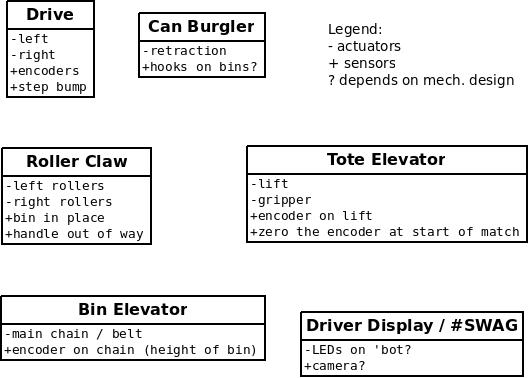 Drive
-left
-right
+encoders
+step bump
Can Burgler
-retraction
+hooks on bins?
Legend:
- actuators
+ sensors
? depends on mech. design
Roller Claw
-left rollers
-right rollers
+bin in place
+handle out of way
Tote Elevator
-lift
-gripper
+encoder on lift
+zero the encoder at start of match
Bin Elevator
-main chain / belt
+encoder on chain (height of bin)
Driver Display / #SWAG
-LEDs on 'bot?
+camera?